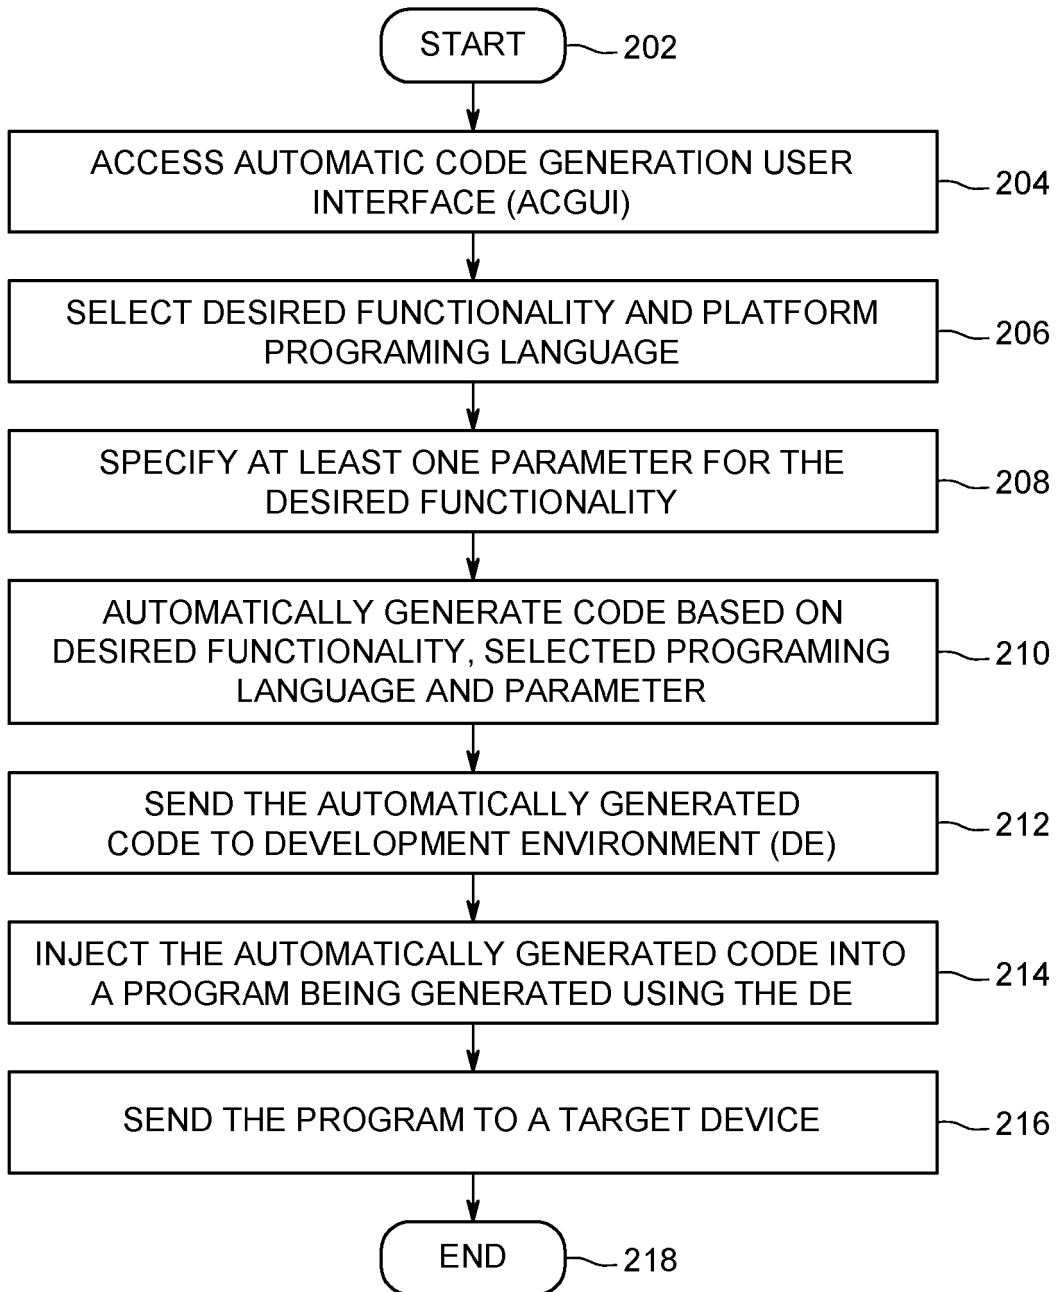 START
202
ACCESS AUTOMATIC CODE GENERATION USER
INTERFACE (ACGUI)
204
SELECT DESIRED FUNCTIONALITY AND PLATFORM
PROGRAMING LANGUAGE
206
SPECIFY AT LEAST ONE PARAMETER FOR THE
DESIRED FUNCTIONALITY
208
AUTOMATICALLY GENERATE CODE BASED ON
DESIRED FUNCTIONALITY, SELECTED PROGRAMING
LANGUAGE AND PARAMETER
210
SEND THE AUTOMATICALLY GENERATED
CODE TO DEVELOPMENT ENVIRONMENT (DE)
212
INJECT THE AUTOMATICALLY GENERATED CODE INTO
A PROGRAM BEING GENERATED USING THE DE
214
SEND THE PROGRAM TO A TARGET DEVICE
216
END
218